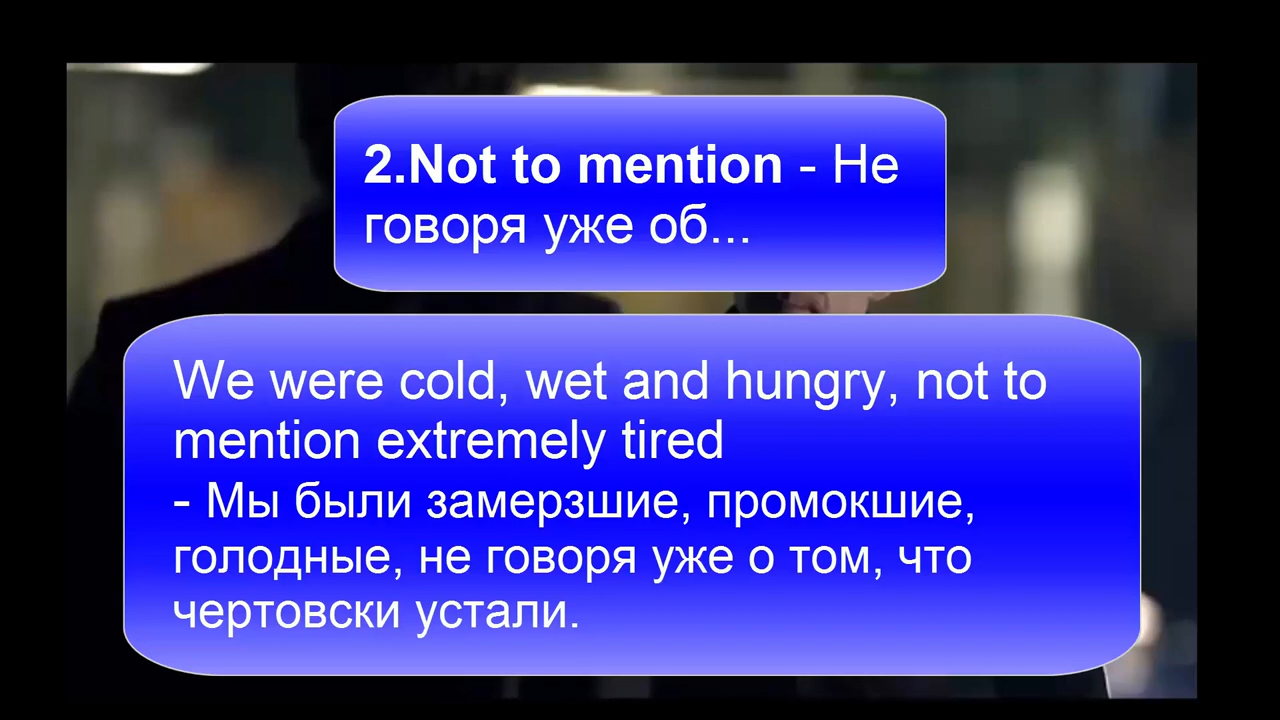 2.Not to mention - Не
говоря уже об...
We were cold, wet and hungry, not to
mention extremely tired
- Мы были замерзшие, промокшие,
голодные, не говоря уже о том, что
чертовски устали.